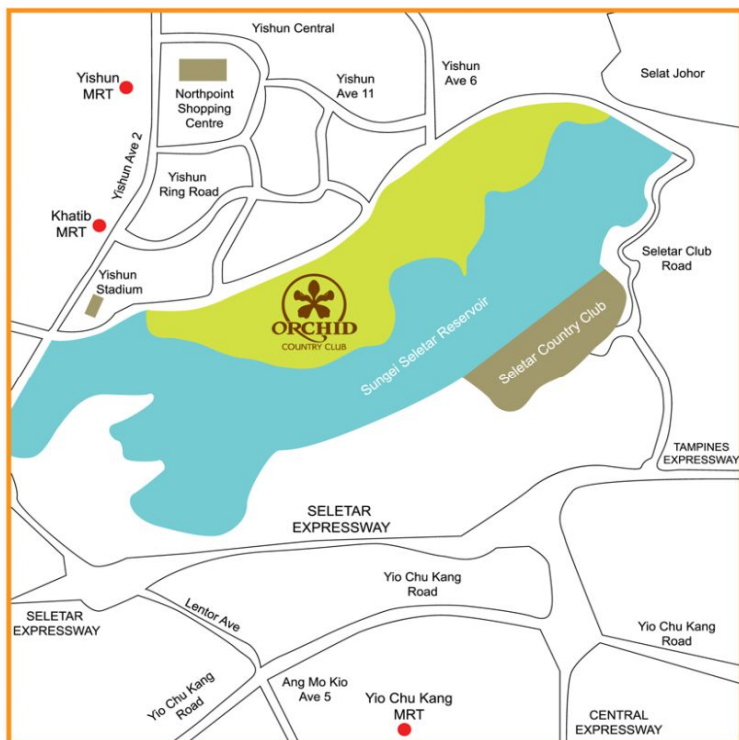 Yishun Central
Yishun
MRT
Northpoint
Shopping
Centre
Yishun
Ave 11
Yishun
Ave 6
Selat Johor
Yishun Ave 2
Yishun
Ring Road
Khatib
MRT
Yishun
Stadium
Seletar Club
Road
ORCHID
COUNTRY CLUB
Sungei Seletar Reservoir
Seletar Country Club
TAMPINES
EXPRESSWAY
SELETAR
EXPRESSWAY
Yio Chu Kang
Road
Lentor Ave
SELETAR
EXPRESSWAY
Yio Chu Kang
Road
Yio Chu Kang
Road
Ang Mo Kio
Ave 5
Yio Chu Kang
MRT
CENTRAL
EXPRESSWAY